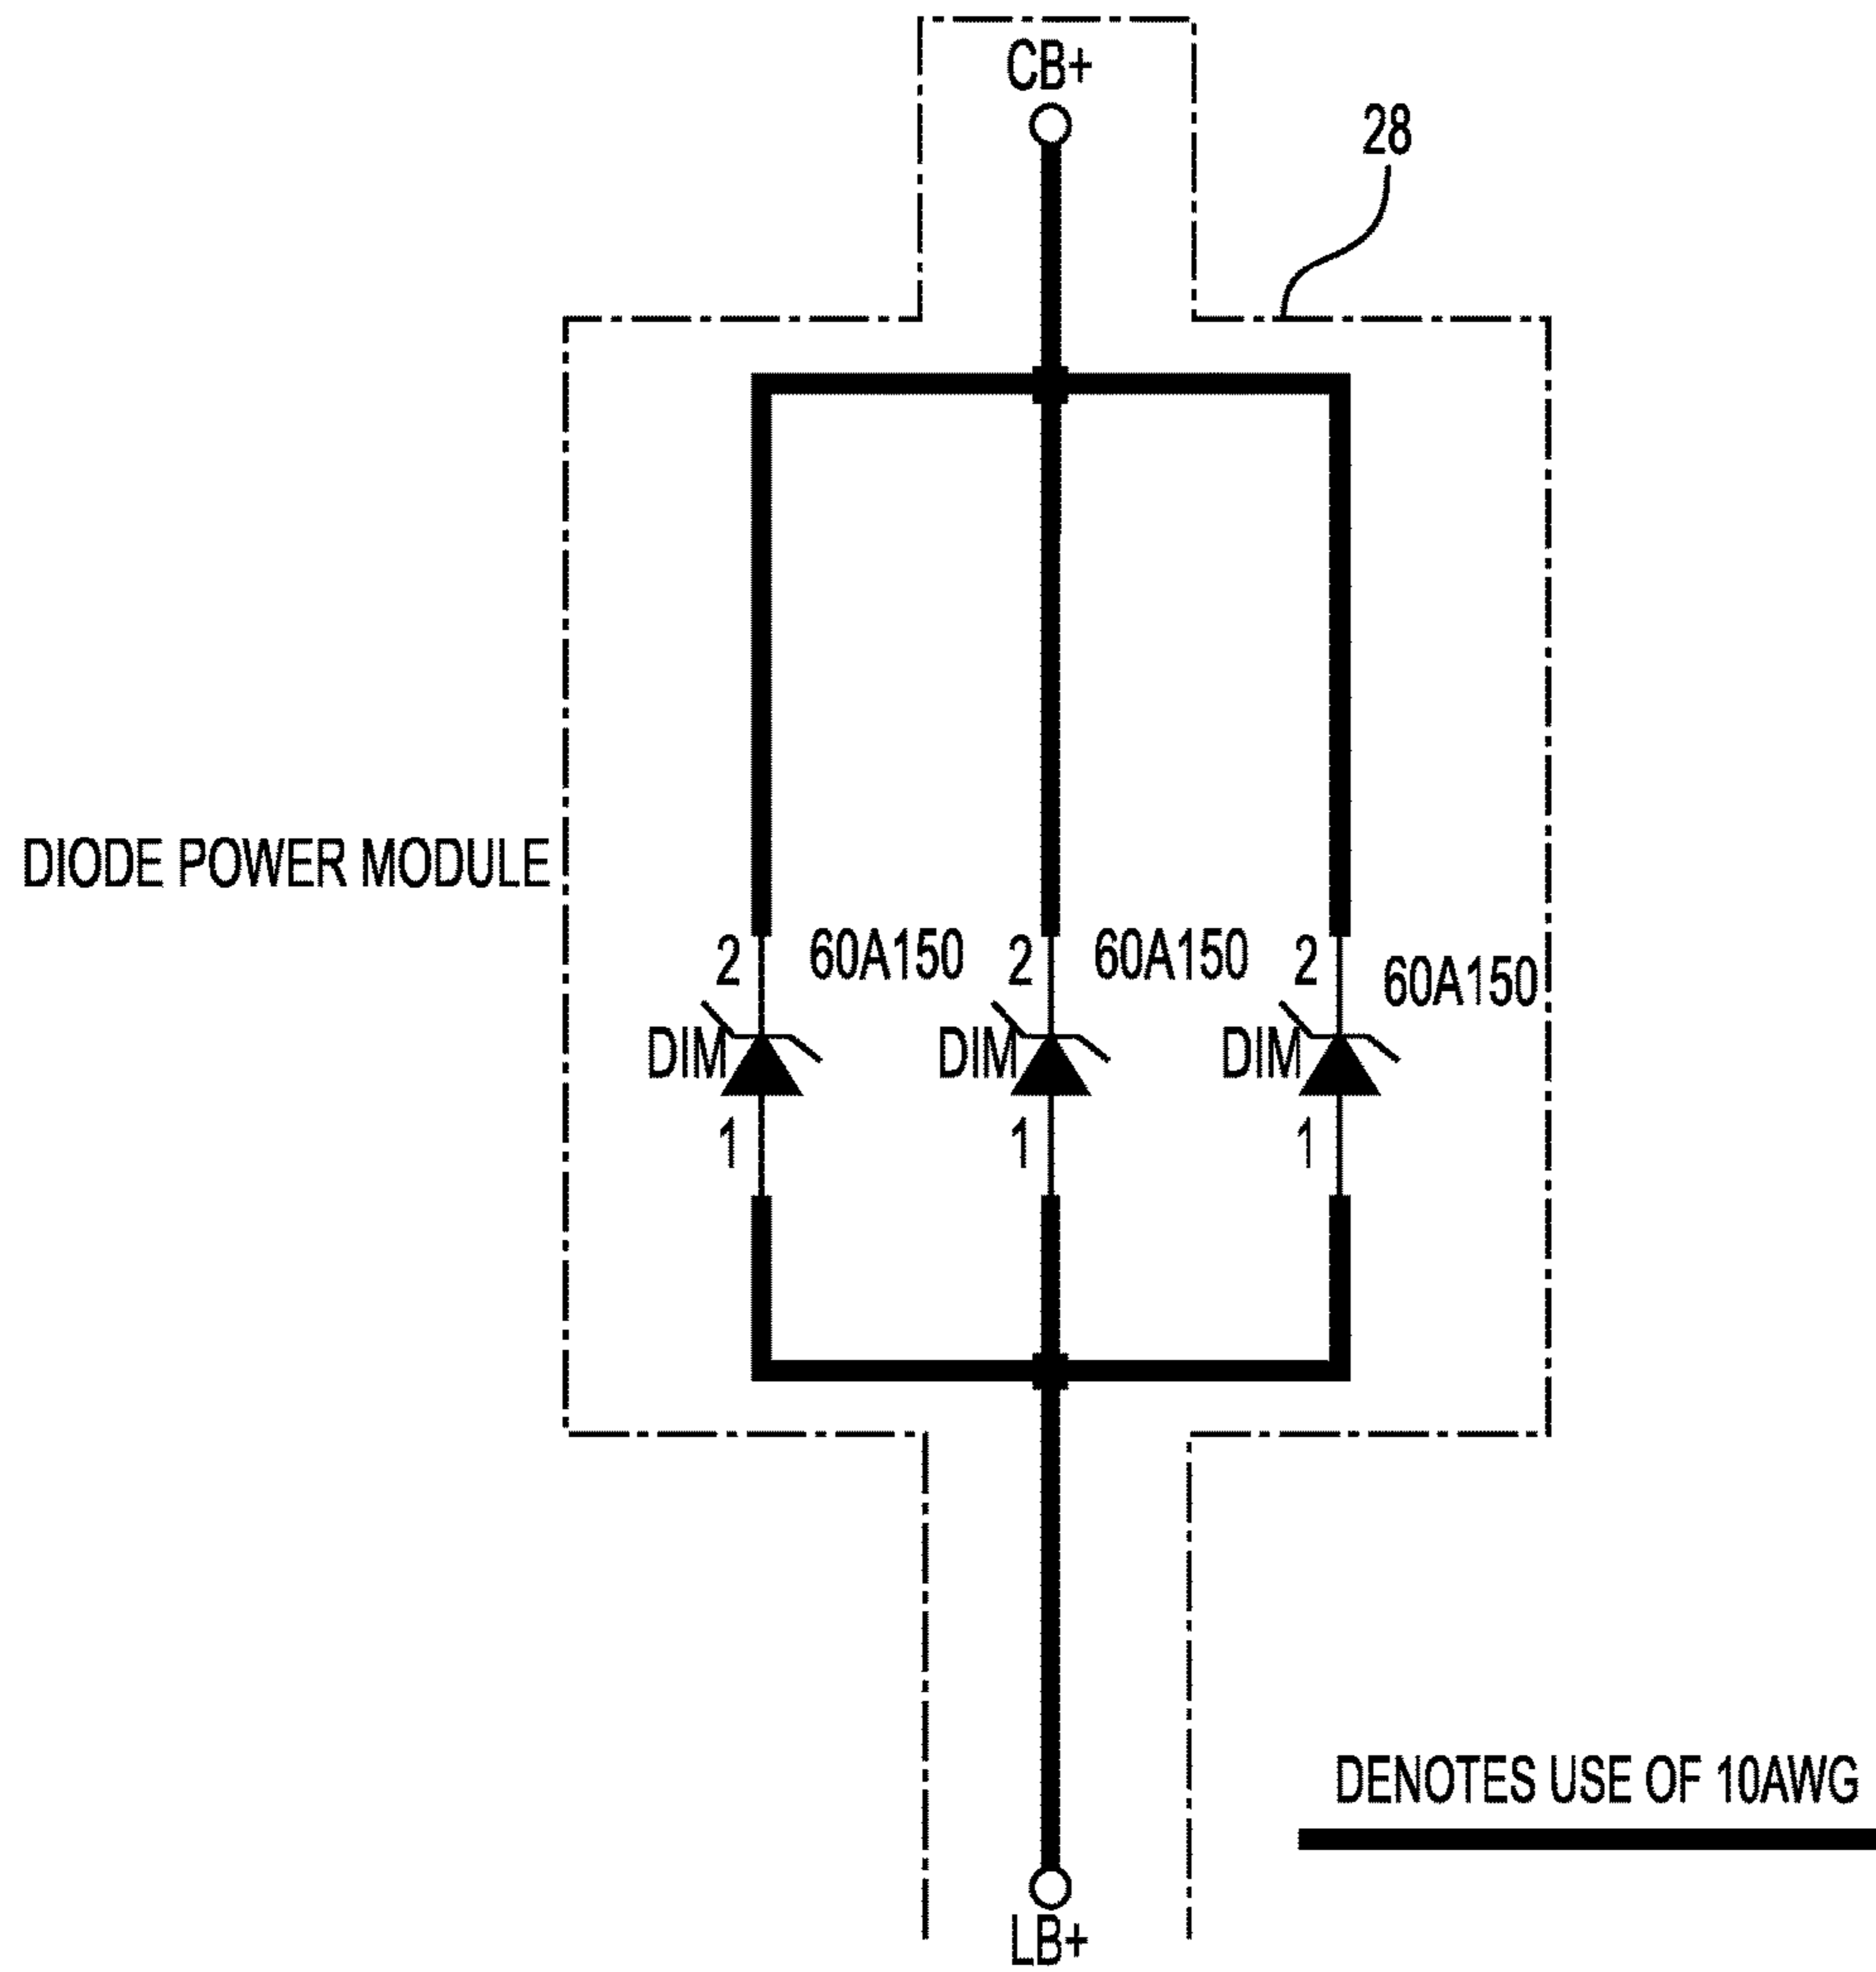 CB+
28
DIODE POWER MODULE
2 60A150 2 60A150 2 60A150
DIM DIM DIM
1 1 1
DENOTES USE OF 10AWG
LB+